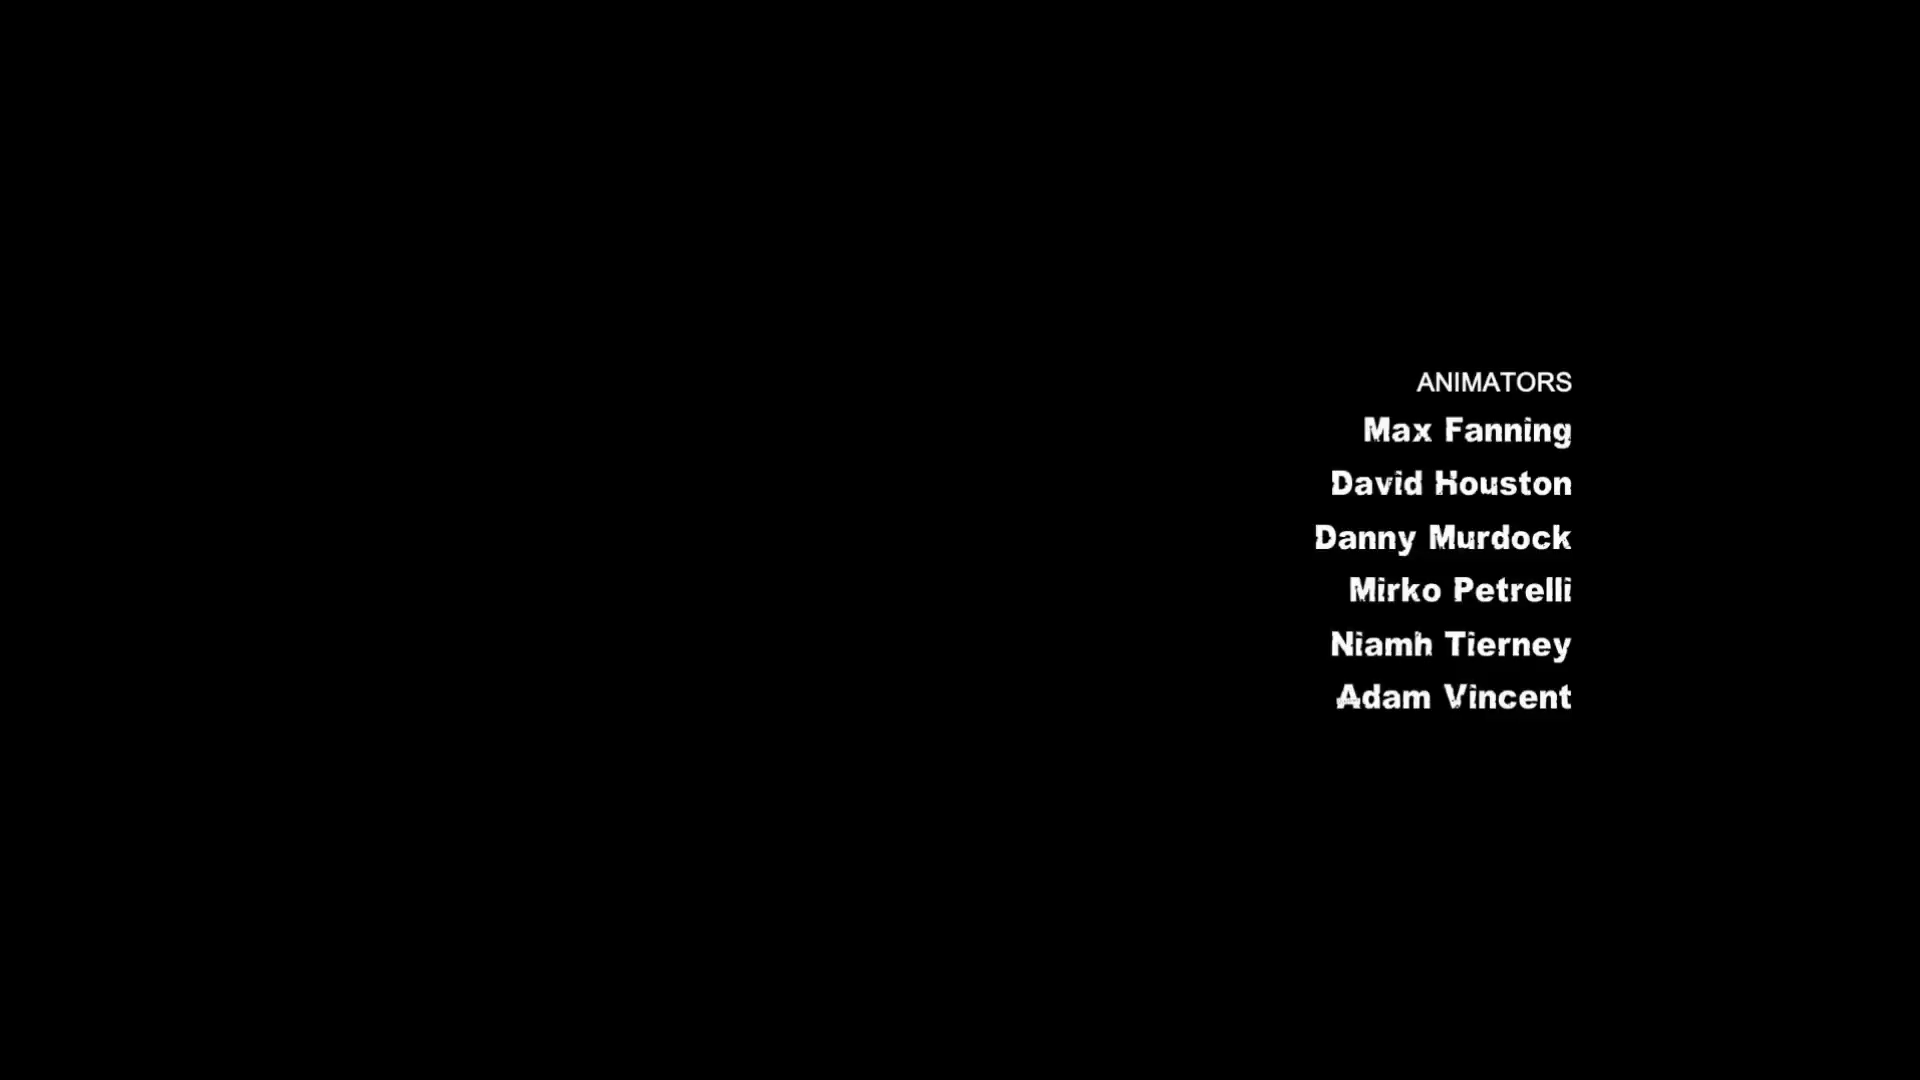 ANIMATORS
Max Fanning
David Houston
Danny Murdock
Mirko Petrelli
Niamh Tierney
Adam Vincent